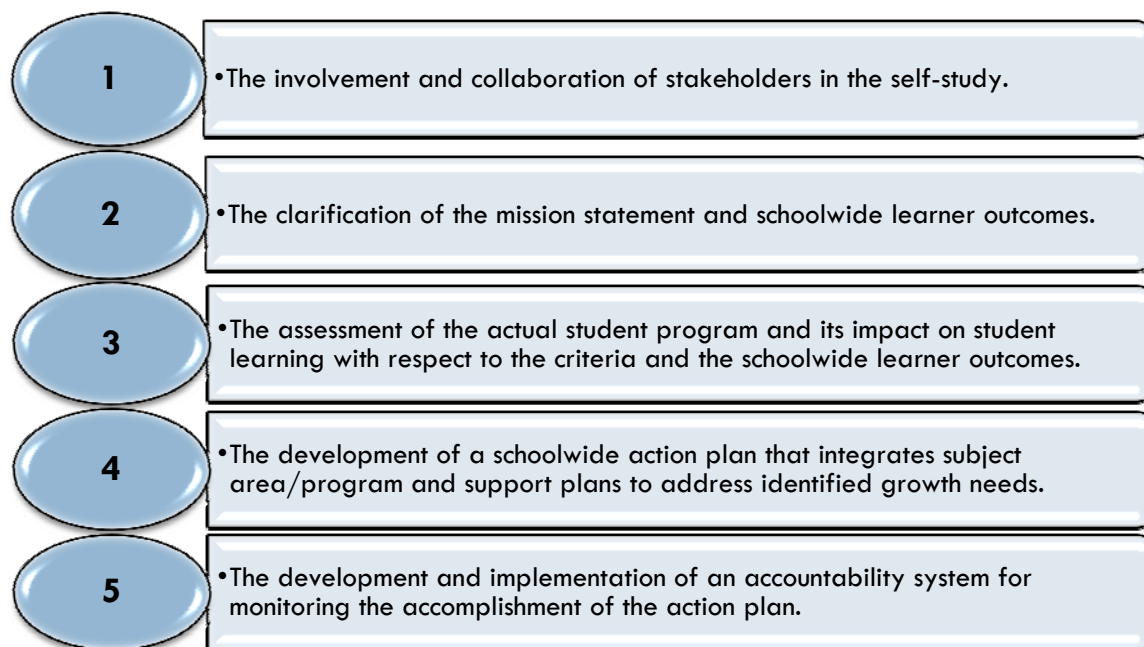 1
•The involvement and collaboration of stakeholders in the self-study.
2
•The clarification of the mission statement and schoolwide learner outcomes.
3
•The assessment of the actual student program and its impact on student
learning with respect to the criteria and the schoolwide learner outcomes.
4
•The development of a schoolwide action plan that integrates subject
area/program and support plans to address identified growth needs.
5
•The development and implementation of an accountability system for
monitoring the accomplishment of the action plan.